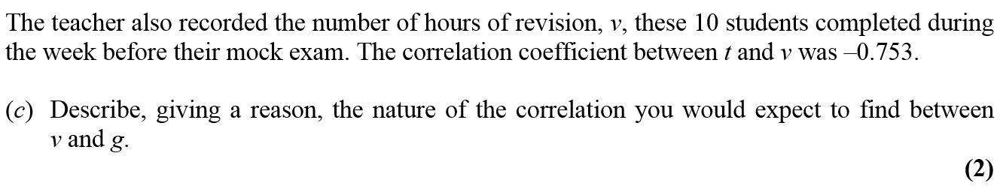 The teacher also recorded the number of hours of revision, v, these 10 students completed during
the week before their mock exam. The correlation coefficient between t and v was –0.753.
(c) Describe, giving a reason, the nature of the correlation you would expect to find between
v and g.
(2)